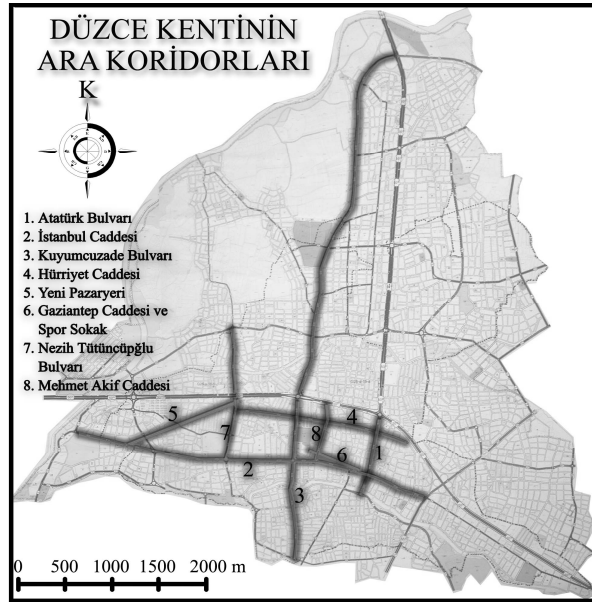 DÜZCE KENTİNİN
ARA KORİDORLARI
K
1. Atatürk Bulvarı
2. İstanbul Caddesi
3. Kuyumcuzade Bulvarı
4. Hürriyet Caddesi
5. Yeni Pazaryeri
6. Gaziantep Caddesi ve
Spor Sokak
7. Nezih Tütüncüpğlu
Bulvarı
8. Mehmet Akif Caddesi
5
4
7
8
6
1
2
3
0 500 1000 1500 2000 m